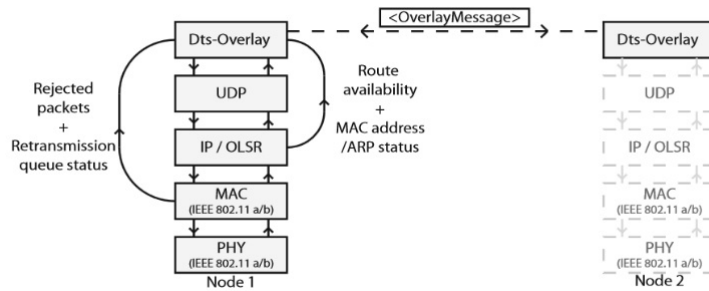 <OverlayMessage>
Dts-Overlay
Dts-Overlay
Rejected
packets
+
Retransmission
queue status
Route
availability
+
MAC address
/ARP status
UDP
IP / OLSR
MAC
(IEEE 802.11 a/b)
PHY
(IEEE 802.11 a/b)
Node 1
UDP
IP / OLSR
MAC
(IEEE 802.11 a/b)
PHY
(IEEE 802.11 a/b)
Node 2